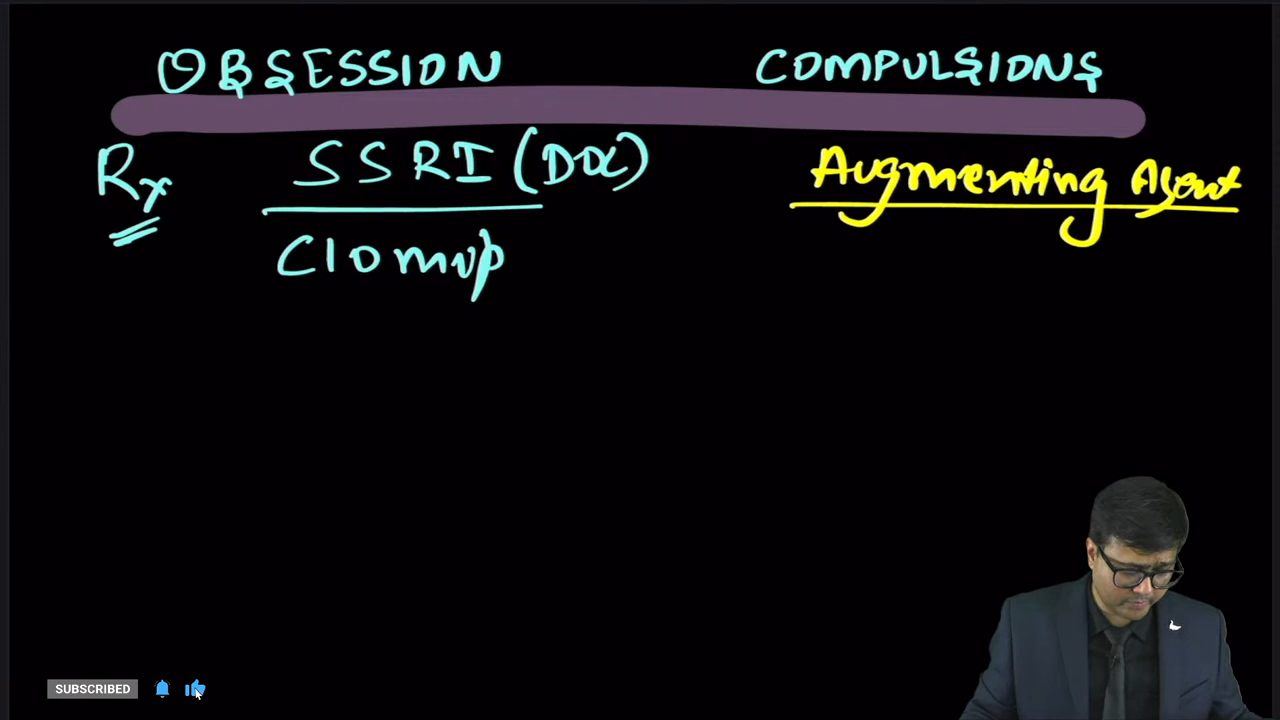 OBSESSION COMPULSIONS
Rx SSRI (DOC) Augmenting Agent
Clomip
SUBSCRIBED